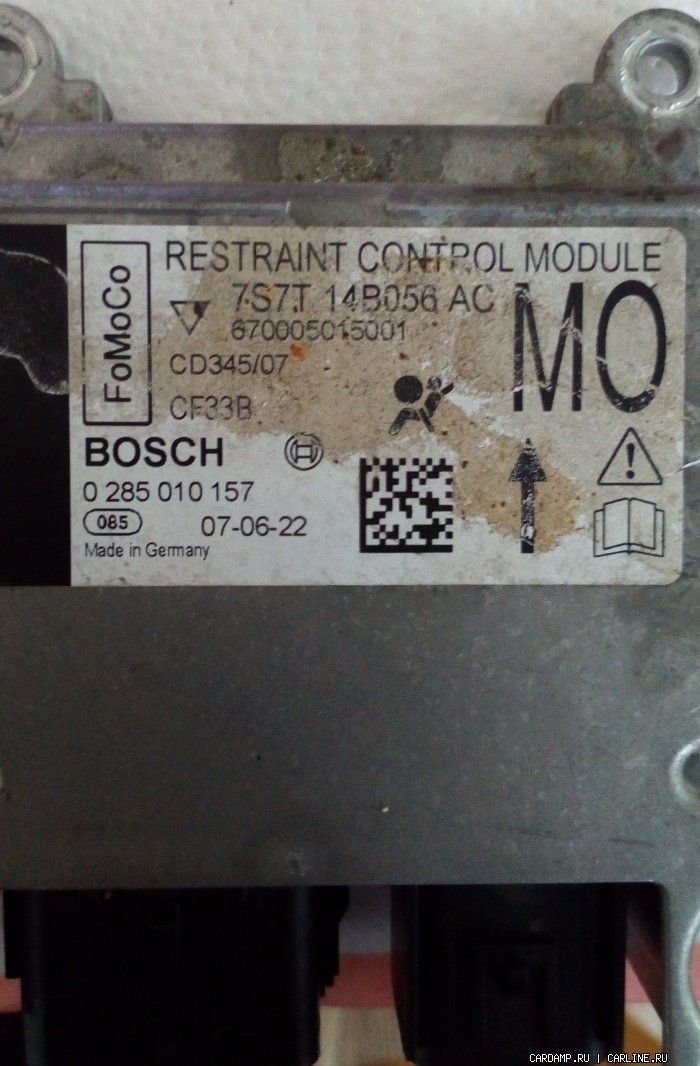 FoMoCo
RESTRAINT CONTROL MODULE
7S7T 14B056 AC
670005015001
CD345/07
CF33B
MO
BOSCH
0 285 010 157
085 07-06-22
Made in Germany
CARDAMP.RU | CARLINE.RU